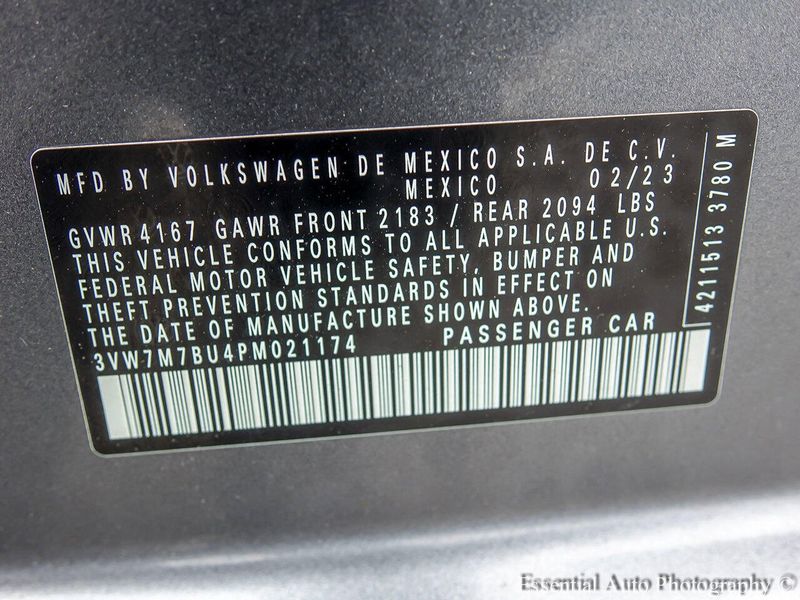 MFD BY VOLKSWAGEN DE MEXICO S.A. DE C.V.
MEXICO 02/23
GVWR 4167 GAWR FRONT 2183 / REAR 2094 LBS
THIS VEHICLE CONFORMS TO ALL APPLICABLE U.S.
FEDERAL MOTOR VEHICLE SAFETY, BUMPER AND
THEFT PREVENTION STANDARDS IN EFFECT ON
THE DATE OF MANUFACTURE SHOWN ABOVE.
3VW7M7BU4PM021174 PASSENGER CAR
4211513 3780 M
Essential Auto Photography ©